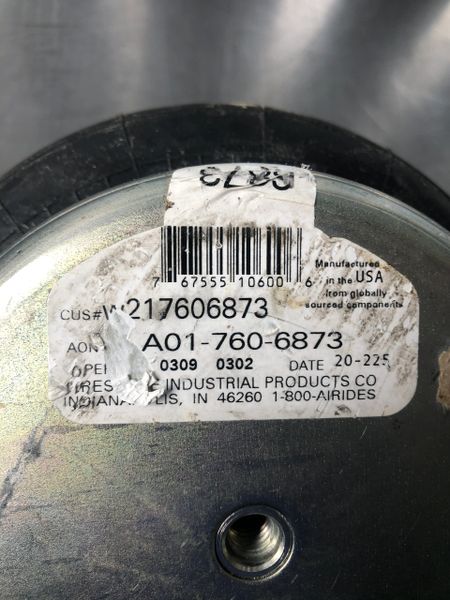 6873
7 67555 10600 6
Manufactured
in the USA
from globally
sourced components
CUS#W217606873
A01-760-6873
0309 0302 DATE 20-225
INDUSTRIAL PRODUCTS CO
IN 46260 1-800-AIRIDES